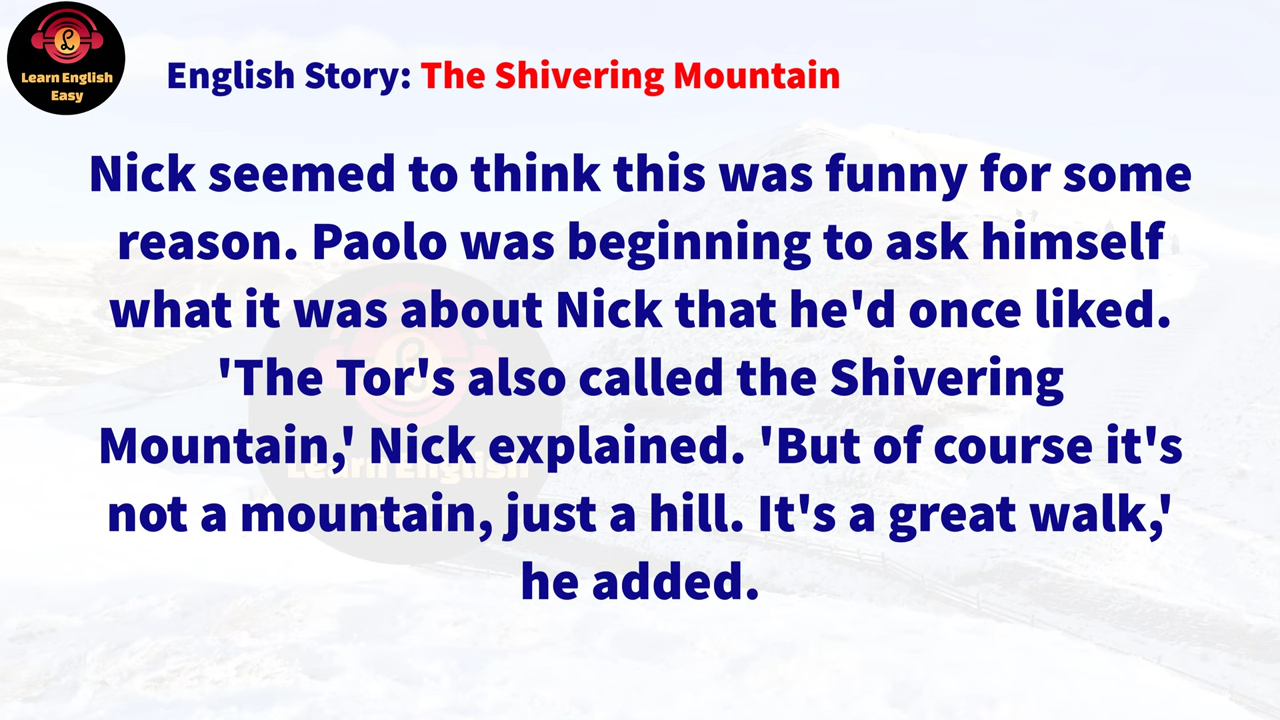 Learn English
Easy
English Story: The Shivering Mountain
Nick seemed to think this was funny for some
reason. Paolo was beginning to ask himself
what it was about Nick that he'd once liked.
'The Tor's also called the Shivering
Mountain,' Nick explained. 'But of course it's
not a mountain, just a hill. It's a great walk,'
he added.
Learn English